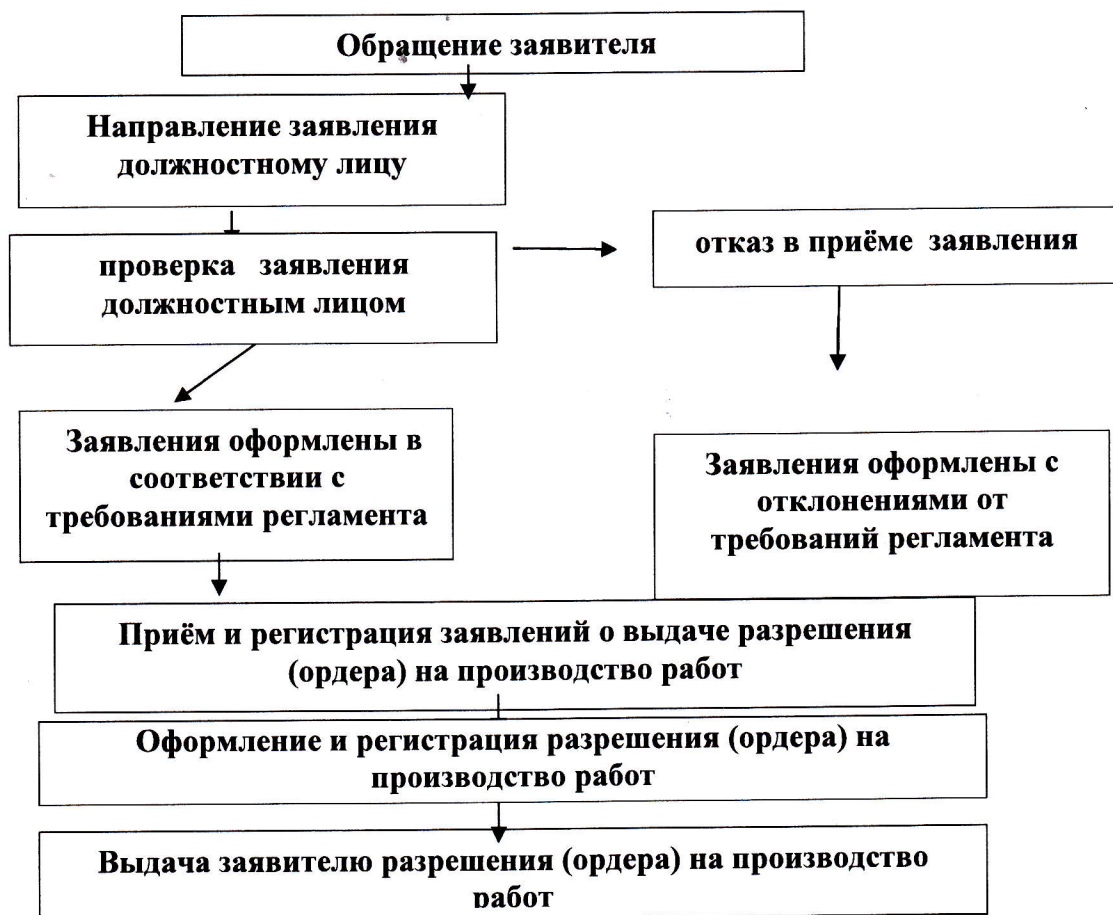 Обращение заявителя
Направление заявления
должностному лицу
проверка заявления
должностным лицом
отказ в приёме заявления
Заявления оформлены в
соответствии с
требованиями регламента
Заявления оформлены с
отклонениями от
требований регламента
Приём и регистрация заявлений о выдаче разрешения
(ордера) на производство работ
Оформление и регистрация разрешения (ордера) на
производство работ
Выдача заявителю разрешения (ордера) на производство
работ